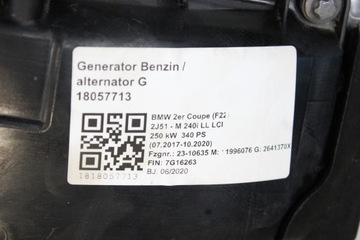 Generator Benzin /
alternator G
18057713
BMW 2er Coupe (F22)
2J51 - M 240i LL LCI
250 kW 340 PS
(07.2017-10.2020)
Fzgnr.: 23-10635 M: 11996076 G: 2641370X
FIN: 7G16263
BJ: 06/2020
1818057713